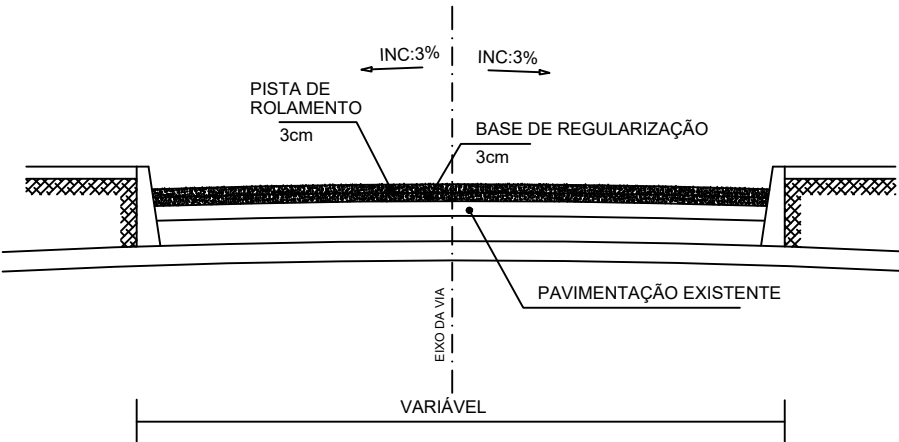 INC:3%
INC:3%
PISTA DE
ROLAMENTO
3cm
BASE DE REGULARIZAÇÃO
3cm
PAVIMENTAÇÃO EXISTENTE
EIXO DA VIA
VARIÁVEL